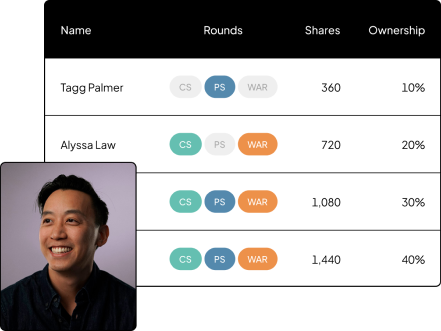 Name Rounds Shares Ownership
Tagg Palmer CS PS WAR 360 10%
Alyssa Law CS PS WAR 720 20%
CS PS WAR 1,080 30%
CS PS WAR 1,440 40%